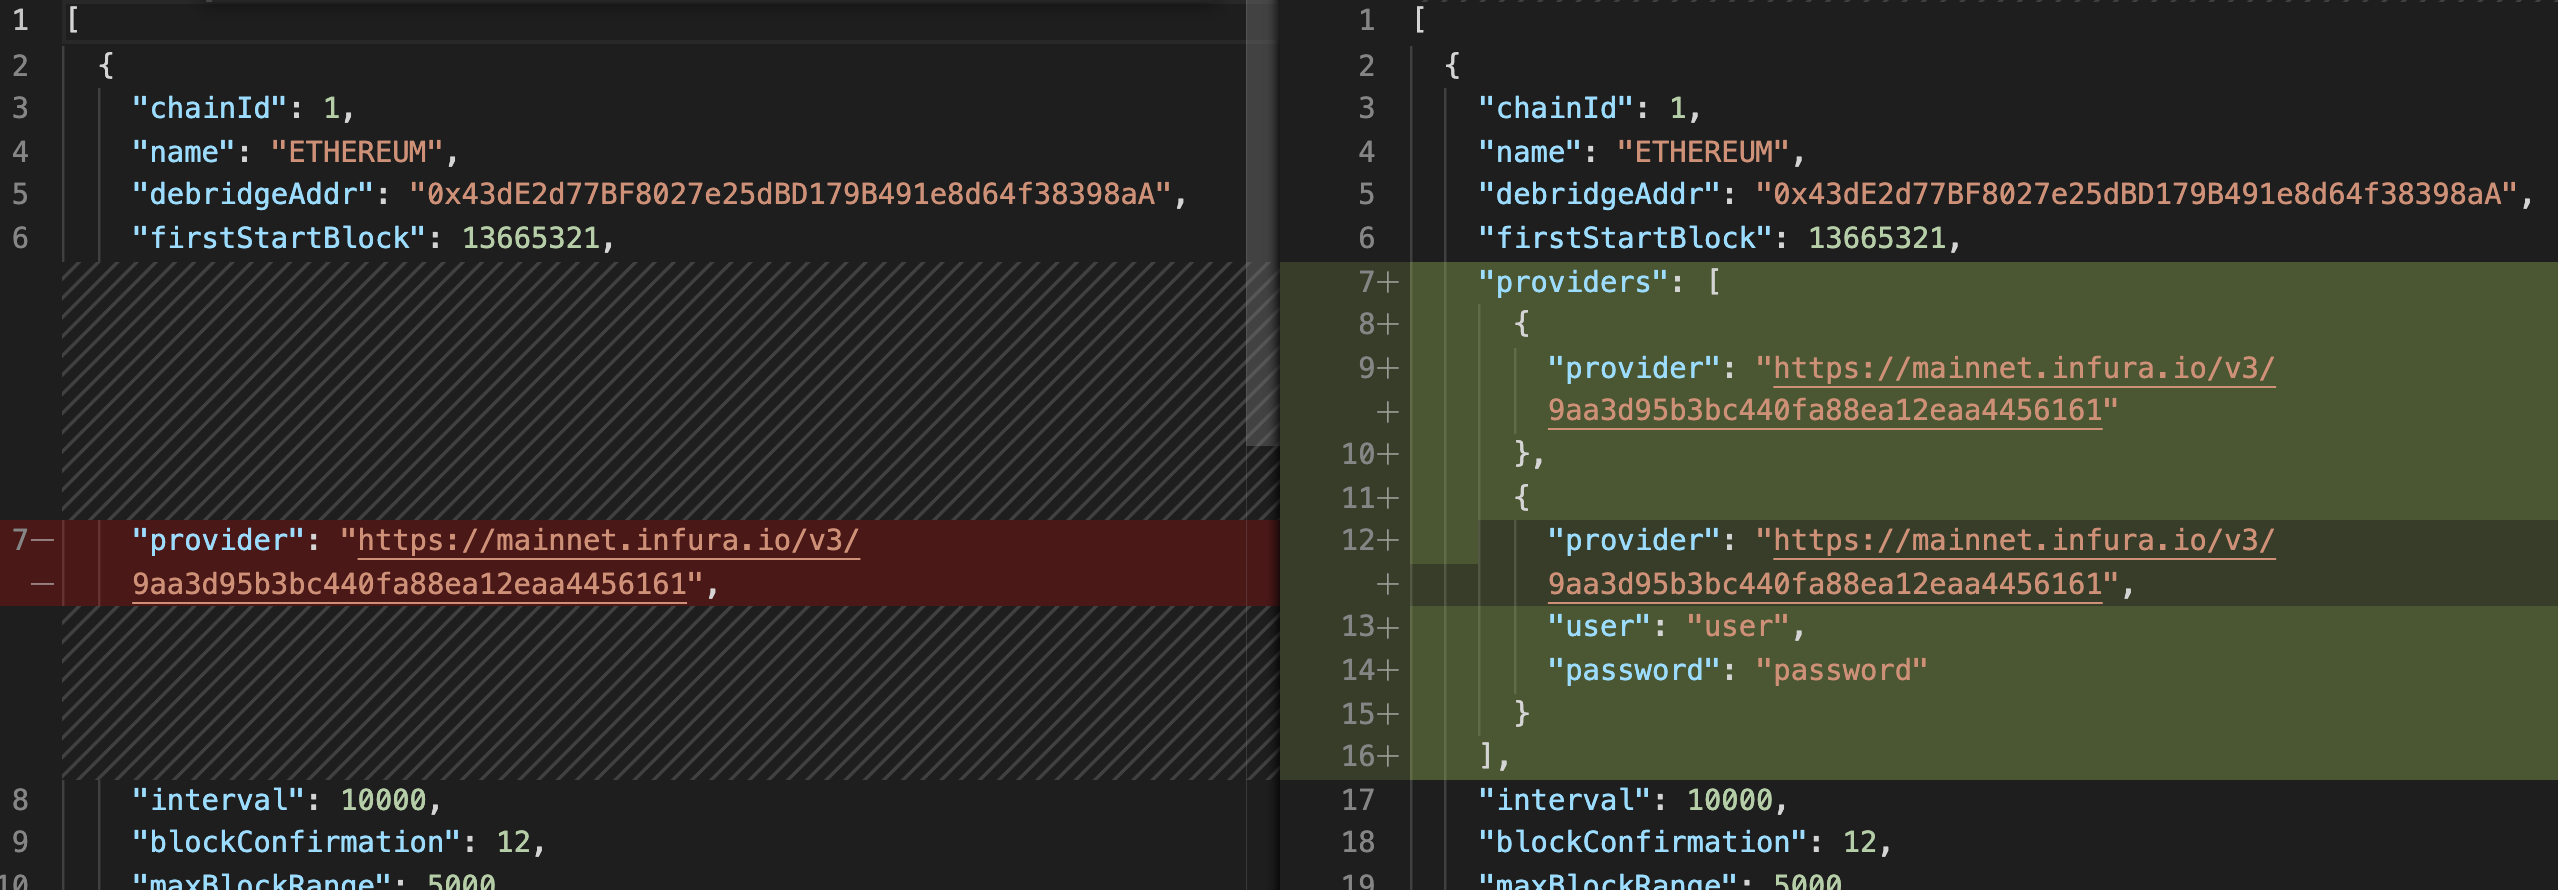 1 [
2 {
3 "chainId": 1,
4 "name": "ETHEREUM",
5 "debridgeAddr": "0x43dE2d77BF8027e25dBD179B491e8d64f38398aA",
6 "firstStartBlock": 13665321,
7— "provider": "https://mainnet.infura.io/v3/
— 9aa3d95b3bc440fa88ea12eaa4456161",
8 "interval": 10000,
9 "blockConfirmation": 12,
10 "maxBlockRange": 5000
1 [
2 {
3 "chainId": 1,
4 "name": "ETHEREUM",
5 "debridgeAddr": "0x43dE2d77BF8027e25dBD179B491e8d64f38398aA",
6 "firstStartBlock": 13665321,
7+ "providers": [
8+ {
9+ "provider": "https://mainnet.infura.io/v3/
+ 9aa3d95b3bc440fa88ea12eaa4456161"
10+ },
11+ {
12+ "provider": "https://mainnet.infura.io/v3/
+ 9aa3d95b3bc440fa88ea12eaa4456161",
13+ "user": "user",
14+ "password": "password"
15+ }
16+ ],
17 "interval": 10000,
18 "blockConfirmation": 12,
19 "maxBlockRange": 5000